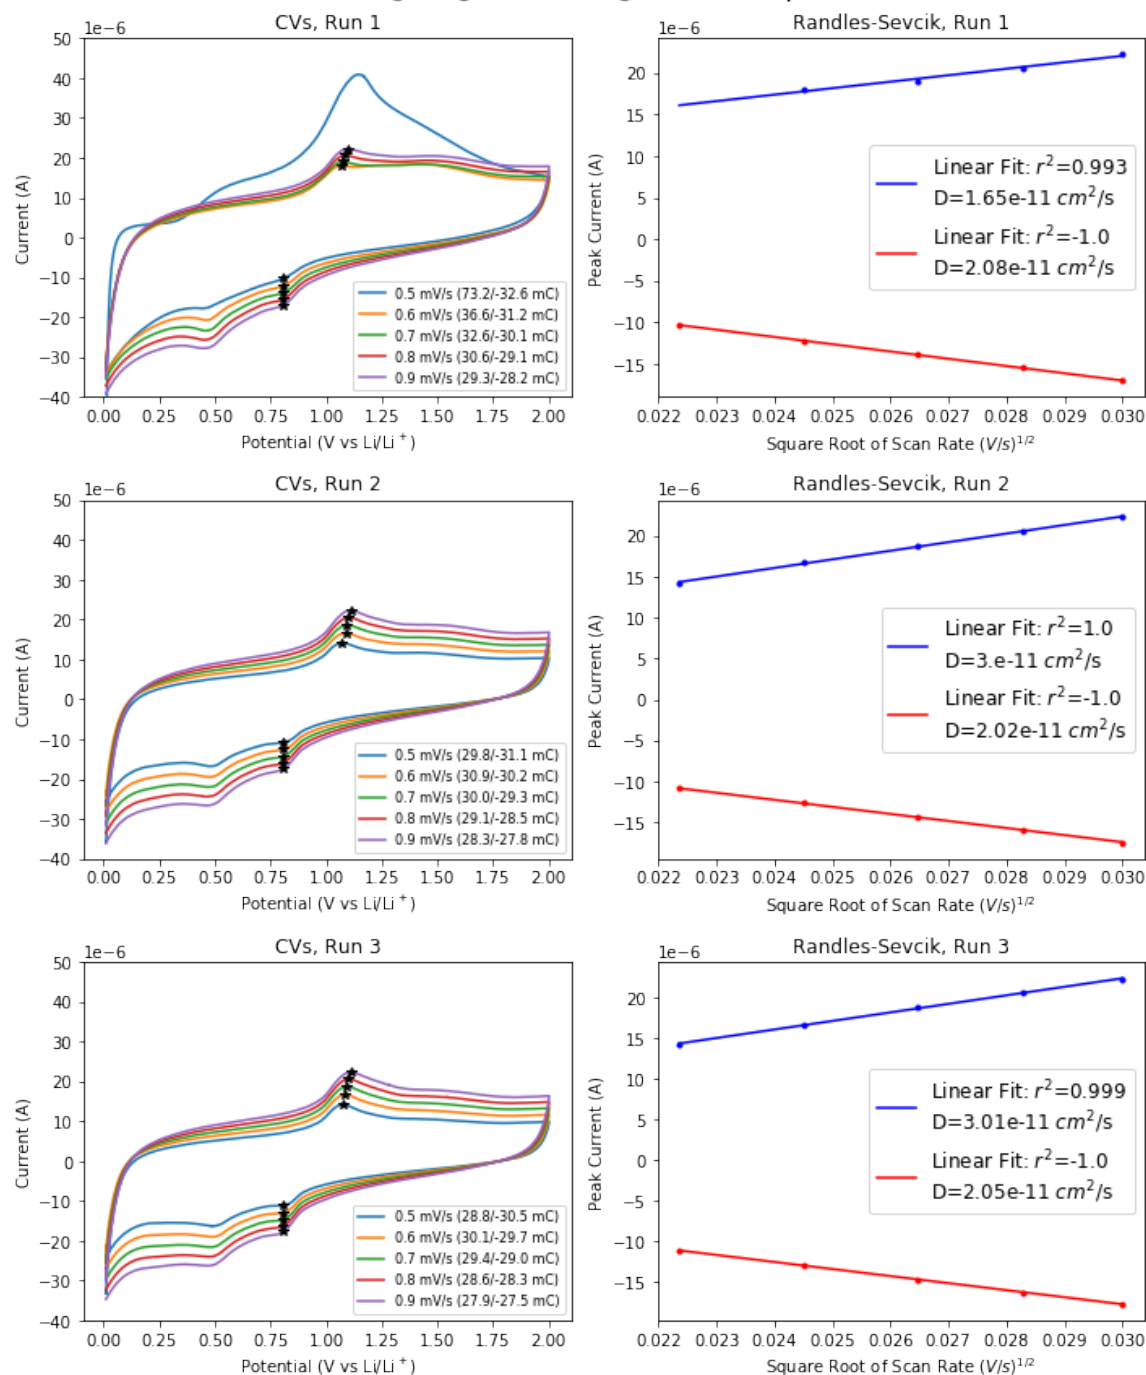 CVs, Run 1
1e−6
50
40
30
20
10
0
−10
−20
−30
−40
Current (A)
0.00 0.25 0.50 0.75 1.00 1.25 1.50 1.75 2.00
Potential (V vs Li/Li⁺)
0.5 mV/s (73.2/-32.6 mC)
0.6 mV/s (36.6/-31.2 mC)
0.7 mV/s (32.6/-30.1 mC)
0.8 mV/s (30.6/-29.1 mC)
0.9 mV/s (29.3/-28.2 mC)
Randles-Sevcik, Run 1
1e−6
20
15
10
5
0
−5
−10
−15
Peak Current (A)
0.022 0.023 0.024 0.025 0.026 0.027 0.028 0.029 0.030
Square Root of Scan Rate (V/s)^1/2
Linear Fit: r²=0.993
D=1.65e-11 cm²/s
Linear Fit: r²=-1.0
D=2.08e-11 cm²/s
CVs, Run 2
1e−6
50
40
30
20
10
0
−10
−20
−30
−40
Current (A)
0.00 0.25 0.50 0.75 1.00 1.25 1.50 1.75 2.00
Potential (V vs Li/Li⁺)
0.5 mV/s (29.8/-31.1 mC)
0.6 mV/s (30.9/-30.2 mC)
0.7 mV/s (30.0/-29.3 mC)
0.8 mV/s (29.1/-28.5 mC)
0.9 mV/s (28.3/-27.8 mC)
Randles-Sevcik, Run 2
1e−6
20
15
10
5
0
−5
−10
−15
Peak Current (A)
0.022 0.023 0.024 0.025 0.026 0.027 0.028 0.029 0.030
Square Root of Scan Rate (V/s)^1/2
Linear Fit: r²=1.0
D=3.e-11 cm²/s
Linear Fit: r²=-1.0
D=2.02e-11 cm²/s
CVs, Run 3
1e−6
50
40
30
20
10
0
−10
−20
−30
−40
Current (A)
0.00 0.25 0.50 0.75 1.00 1.25 1.50 1.75 2.00
Potential (V vs Li/Li⁺)
0.5 mV/s (28.8/-30.5 mC)
0.6 mV/s (30.1/-29.7 mC)
0.7 mV/s (29.4/-29.0 mC)
0.8 mV/s (28.6/-28.3 mC)
0.9 mV/s (27.9/-27.5 mC)
Randles-Sevcik, Run 3
1e−6
20
15
10
5
0
−5
−10
−15
Peak Current (A)
0.022 0.023 0.024 0.025 0.026 0.027 0.028 0.029 0.030
Square Root of Scan Rate (V/s)^1/2
Linear Fit: r²=0.999
D=3.01e-11 cm²/s
Linear Fit: r²=-1.0
D=2.05e-11 cm²/s